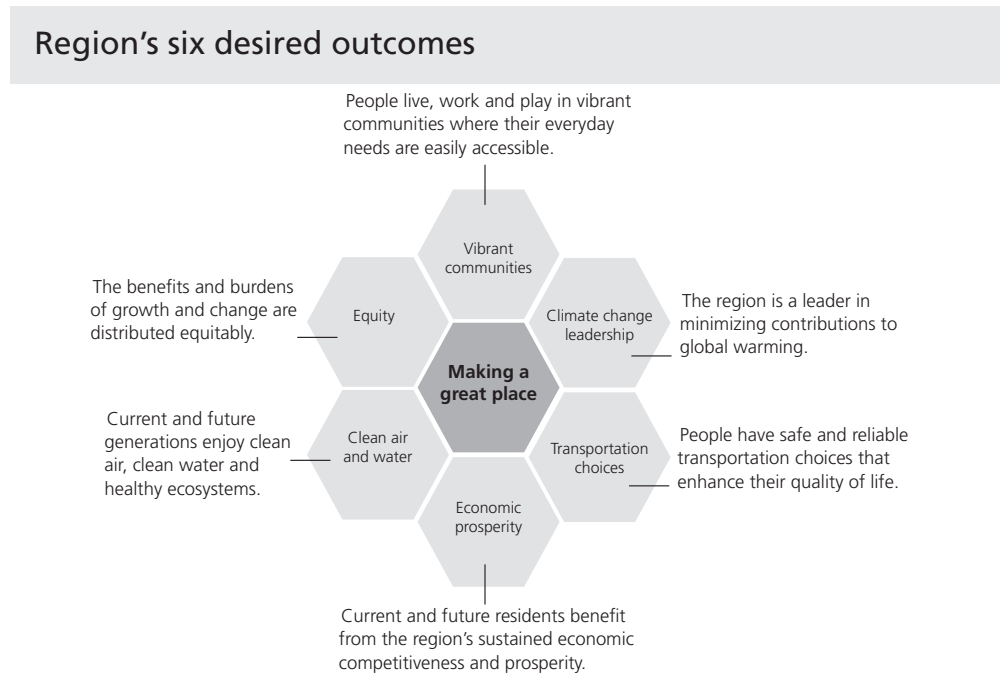 Region’s six desired outcomes
People live, work and play in vibrant
communities where their everyday
needs are easily accessible.
Vibrant
communities
The benefits and burdens
of growth and change are
distributed equitably.
Equity
Climate change
leadership
The region is a leader in
minimizing contributions to
global warming.
Making a
great place
Current and future
generations enjoy clean
air, clean water and
healthy ecosystems.
Clean air
and water
Transportation
choices
People have safe and reliable
transportation choices that
enhance their quality of life.
Economic
prosperity
Current and future residents benefit
from the region’s sustained economic
competitiveness and prosperity.